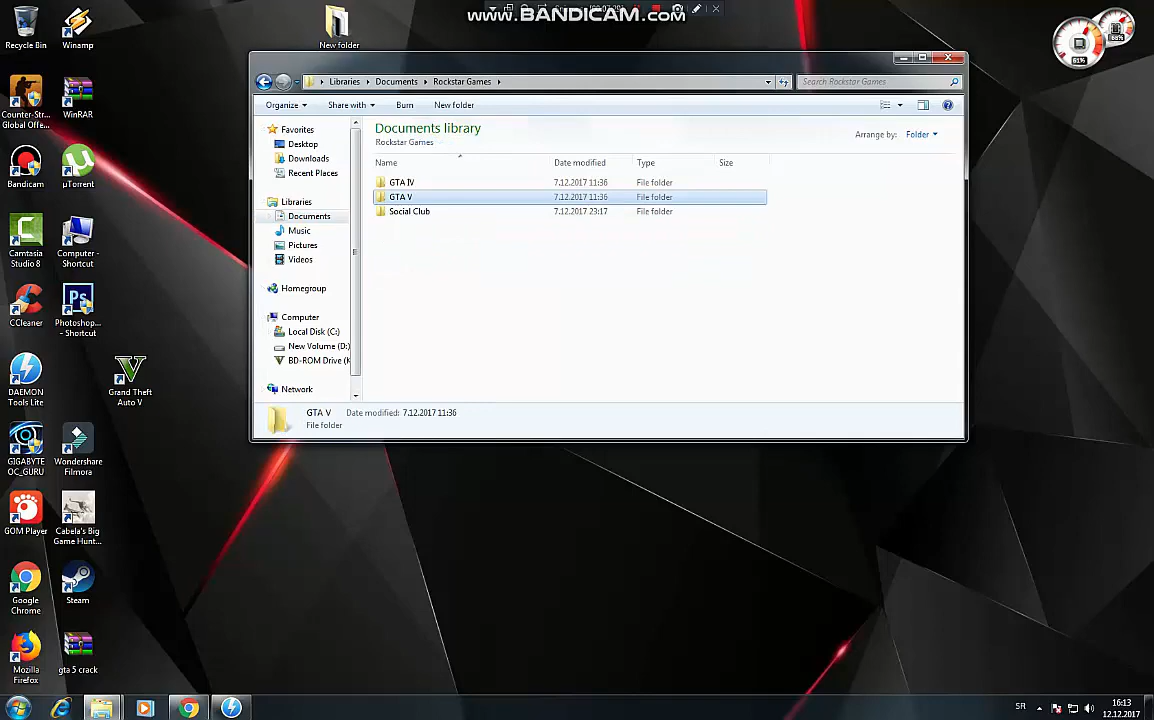 www.BANDICAM.com
Recycle Bin
Winamp
New folder
Counter-Str...
Global Offe...
WinRAR
Bandicam
µTorrent
Camtasia
Studio 8
Computer -
Shortcut
CCleaner
Photoshop...
- Shortcut
DAEMON
Tools Lite
Grand Theft
Auto V
GIGABYTE
OC_GURU
Wondershare
Filmora
GOM Player
Cabela's Big
Game Hunt...
Google
Chrome
Steam
Mozilla
Firefox
gta 5 crack
Libraries
Documents
Rockstar Games
Search Rockstar Games
Organize
Share with
Burn
New folder
Favorites
Desktop
Downloads
Recent Places
Libraries
Documents
Music
Pictures
Videos
Homegroup
Computer
Local Disk (C:)
New Volume (D:)
BD-ROM Drive (
Network
Documents library
Rockstar Games
Arrange by: Folder
Name Date modified Type Size
GTA IV 7.12.2017 11:36 File folder
GTA V 7.12.2017 11:36 File folder
Social Club 7.12.2017 23:17 File folder
GTA V Date modified: 7.12.2017 11:36
File folder
61%
SR
16:13
12.12.2017